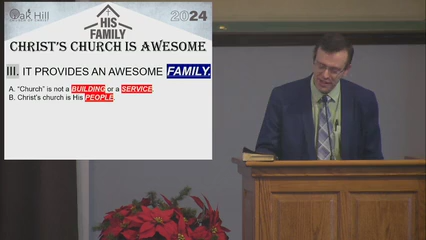 Oak Hill
HIS
FAMILY
2024
CHRIST'S CHURCH IS AWESOME
III. IT PROVIDES AN AWESOME FAMILY.
A. "Church" is not a BUILDING or a SERVICE.
B. Christ's church is His PEOPLE.